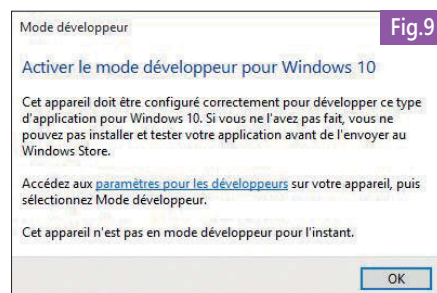 Mode développeur
Fig.9
Activer le mode développeur pour Windows 10
Cet appareil doit être configuré correctement pour développer ce type
d'application pour Windows 10. Si vous ne l'avez pas fait, vous ne
pouvez pas installer et tester votre application avant de l'envoyer au
Windows Store.
Accédez aux paramètres pour les développeurs sur votre appareil, puis
sélectionnez Mode développeur.
Cet appareil n'est pas en mode développeur pour l'instant.
OK